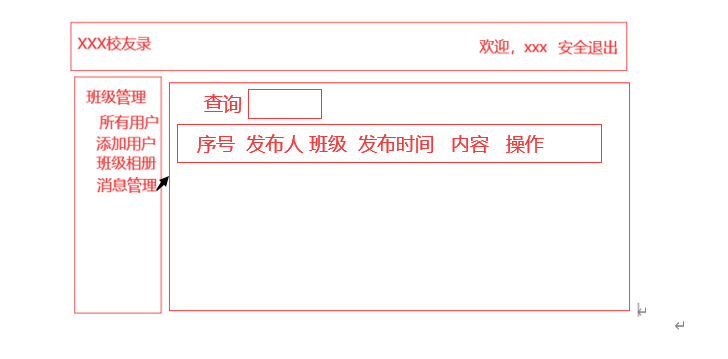 XXX校友录
欢迎，xxx 安全退出
班级管理
所有用户
添加用户
班级相册
消息管理
查询
序号 发布人 班级 发布时间 内容 操作